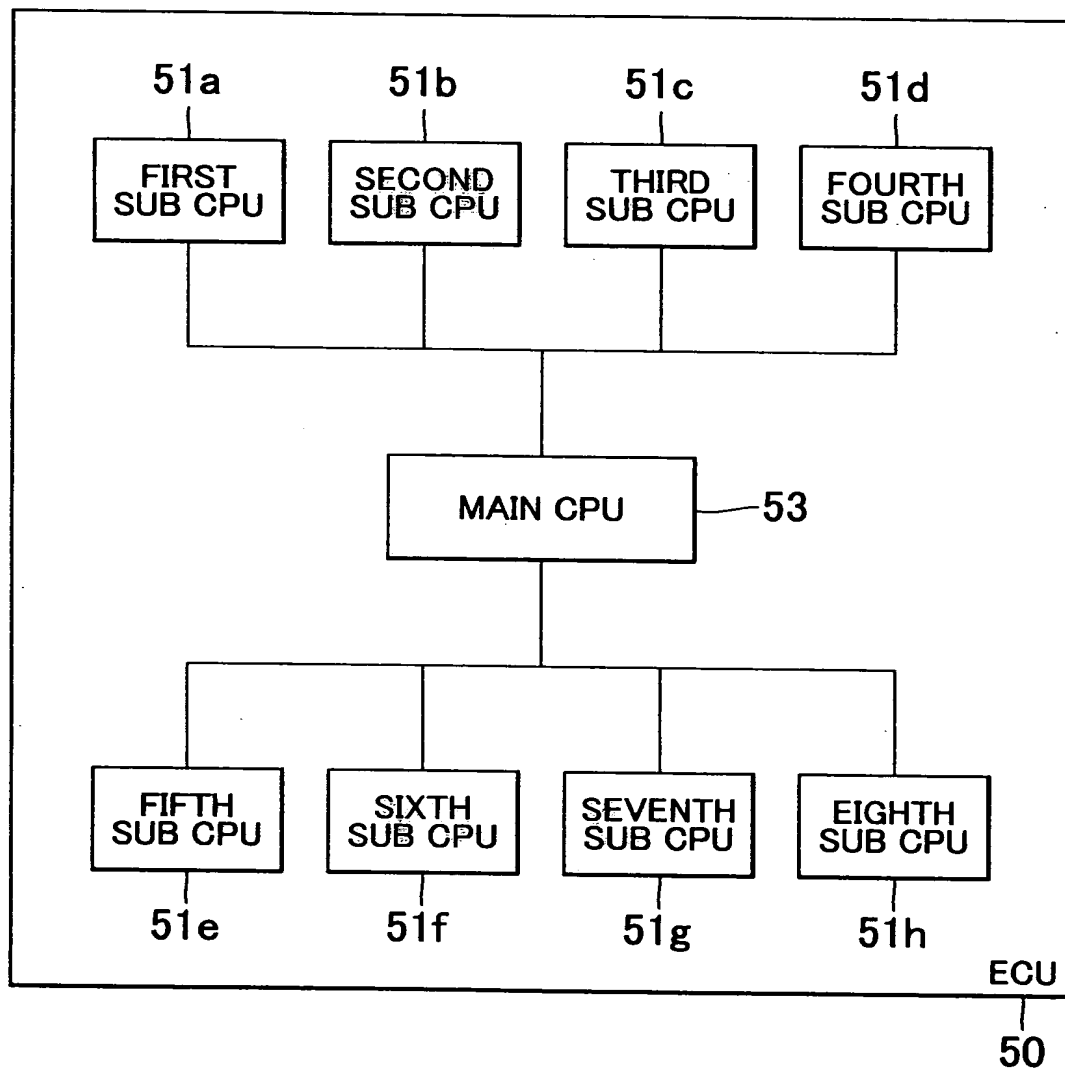 51a
51b
51c
51d
FIRST
SUB CPU
SECOND
SUB CPU
THIRD
SUB CPU
FOURTH
SUB CPU
MAIN CPU
53
FIFTH
SUB CPU
SIXTH
SUB CPU
SEVENTH
SUB CPU
EIGHTH
SUB CPU
51e
51f
51g
51h
ECU
50